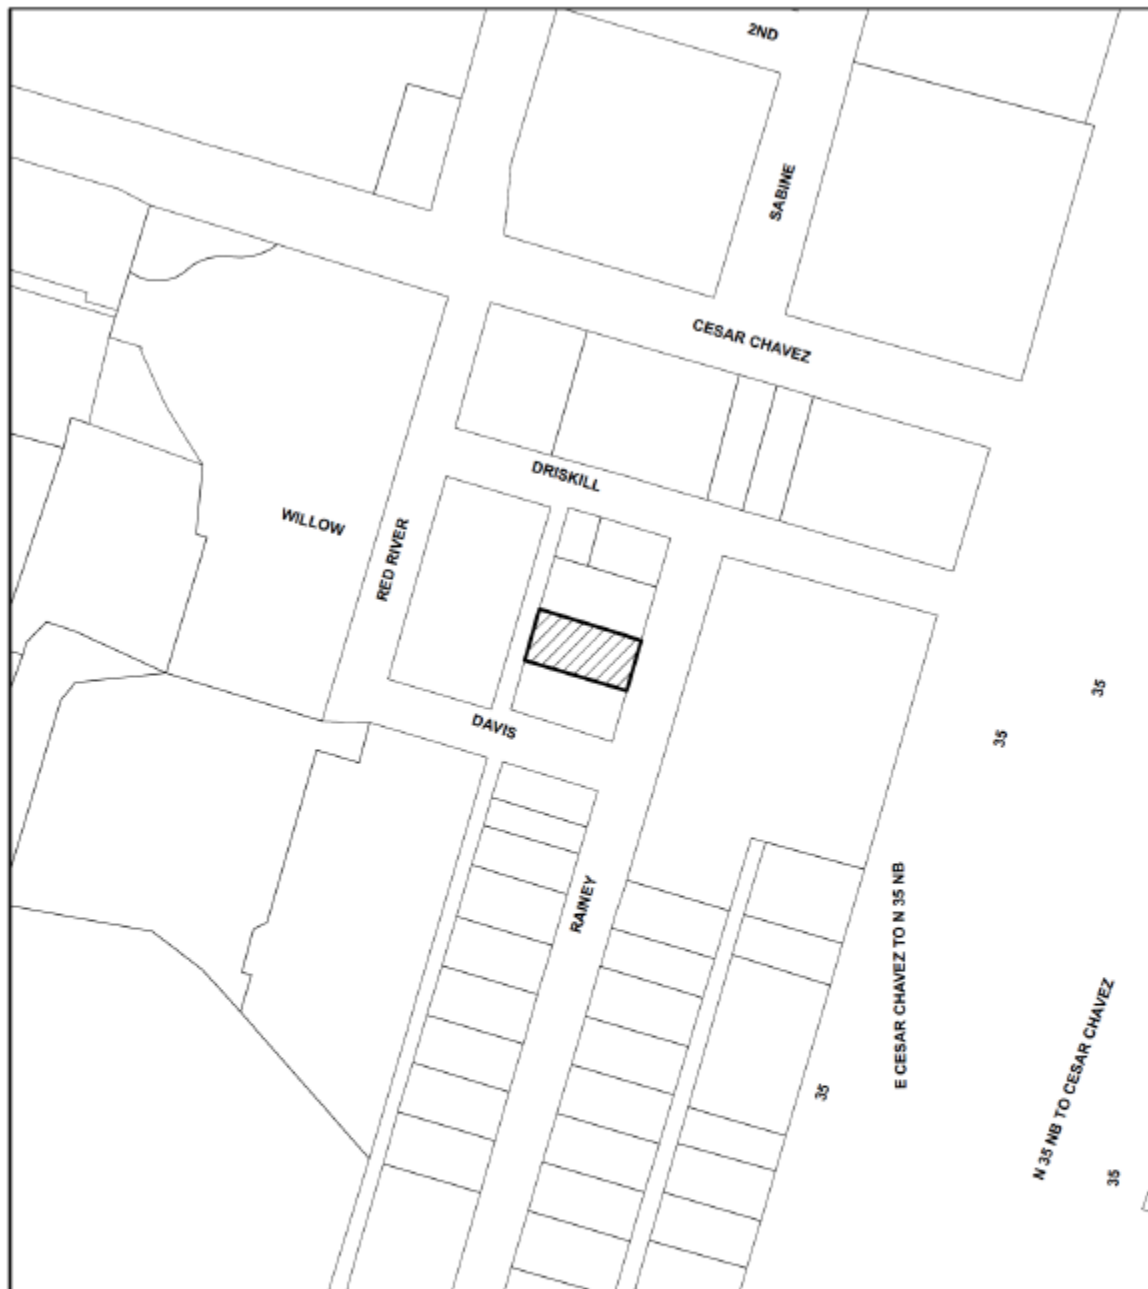 2ND
SABINE
CESAR CHAVEZ
DRISKILL
WILLOW
RED RIVER
35
35
DAVIS
RAINEY
E CESAR CHAVEZ TO N 35 NB
N 35 NB TO CESAR CHAVEZ
35
35